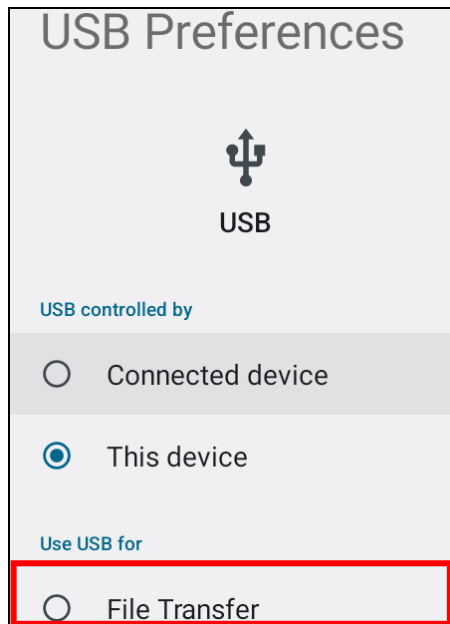 USB Preferences
USB
USB controlled by
Connected device
This device
Use USB for
File Transfer